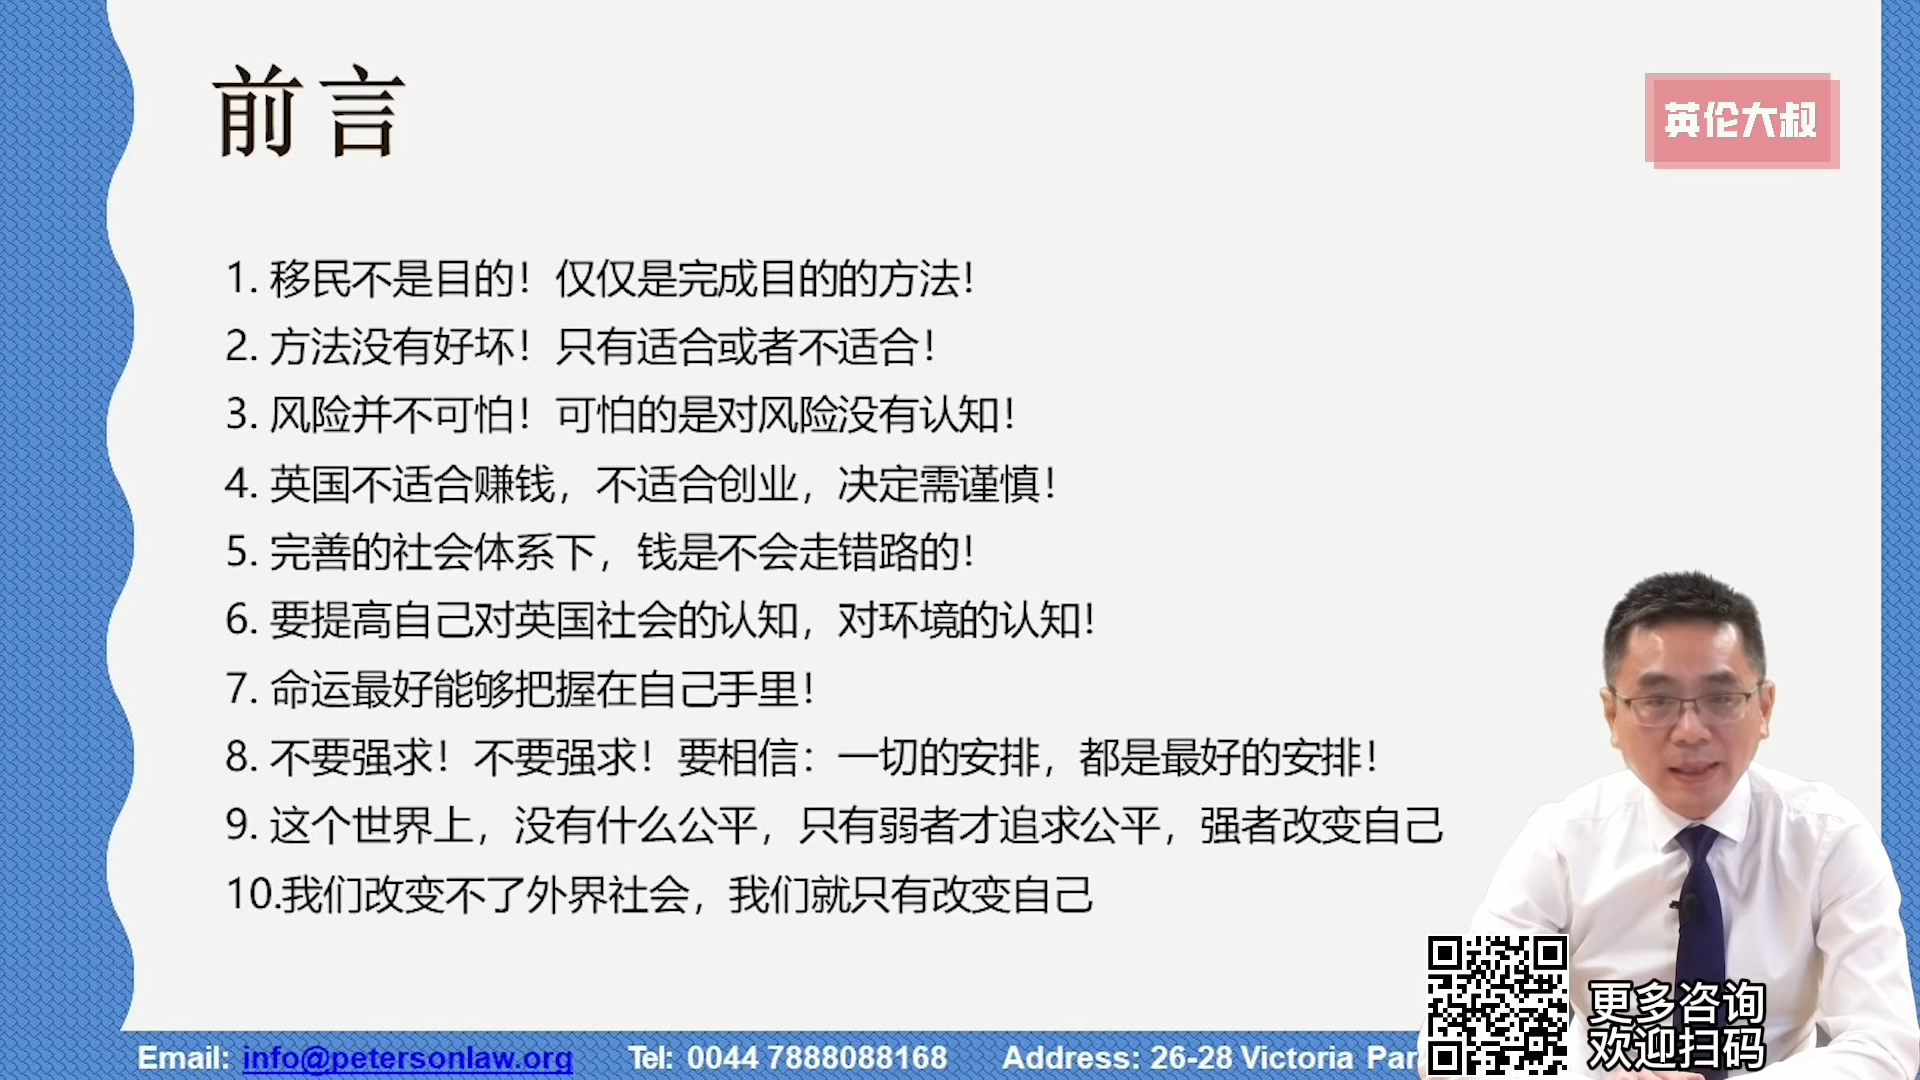 前言
英伦大叔
1. 移民不是目的！仅仅是完成目的的方法！
2. 方法没有好坏！只有适合或者不适合！
3. 风险并不可怕！可怕的是对风险没有认知！
4. 英国不适合赚钱，不适合创业，决定需谨慎！
5. 完善的社会体系下，钱是不会走错路的！
6. 要提高自己对英国社会的认知，对环境的认知！
7. 命运最好能够把握在自己手里！
8. 不要强求！不要强求！要相信：一切的安排，都是最好的安排！
9. 这个世界上，没有什么公平，只有弱者才追求公平，强者改变自己
10.我们改变不了外界社会，我们就只有改变自己
更多咨询
欢迎扫码
Email: info@petersonlaw.org Tel: 0044 7888088168 Address: 26-28 Victoria Par